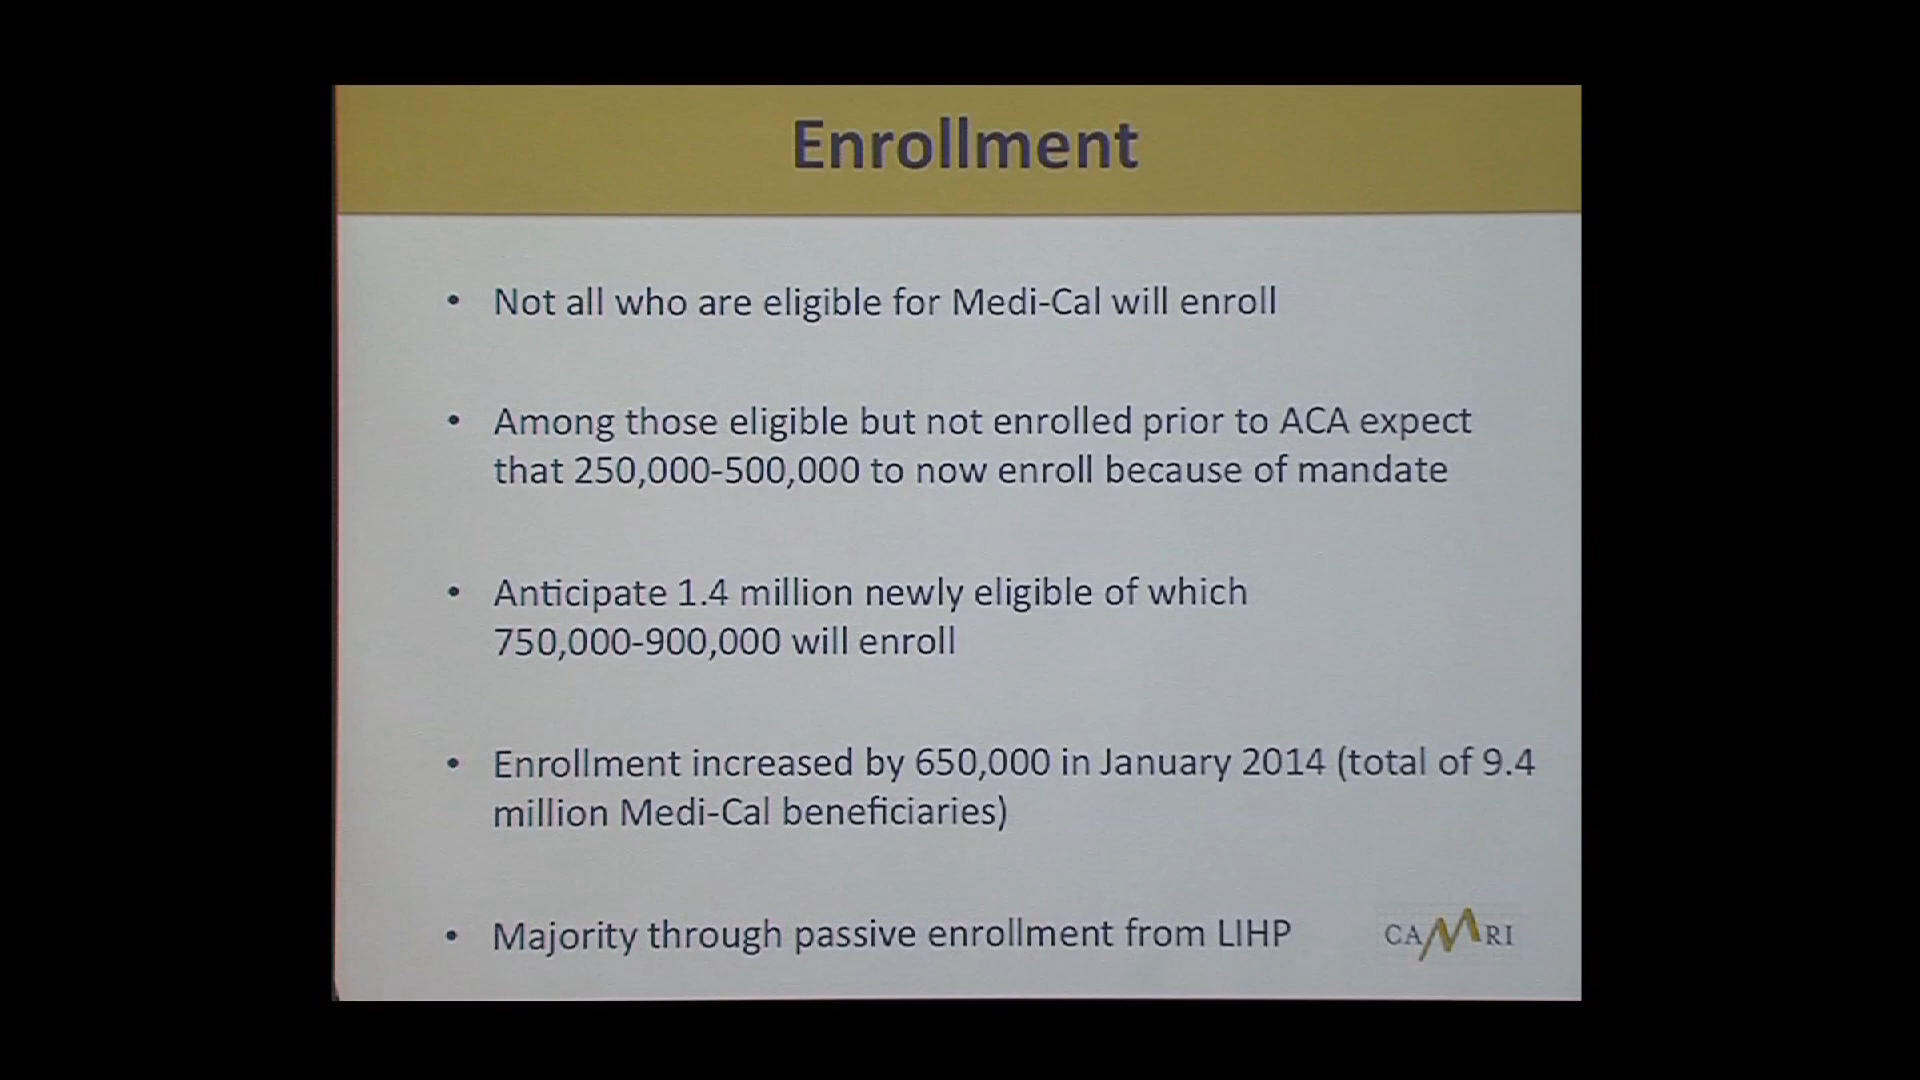 Enrollment
• Not all who are eligible for Medi-Cal will enroll
• Among those eligible but not enrolled prior to ACA expect
that 250,000-500,000 to now enroll because of mandate
• Anticipate 1.4 million newly eligible of which
750,000-900,000 will enroll
• Enrollment increased by 650,000 in January 2014 (total of 9.4
million Medi-Cal beneficiaries)
• Majority through passive enrollment from LIHP
CAMRI